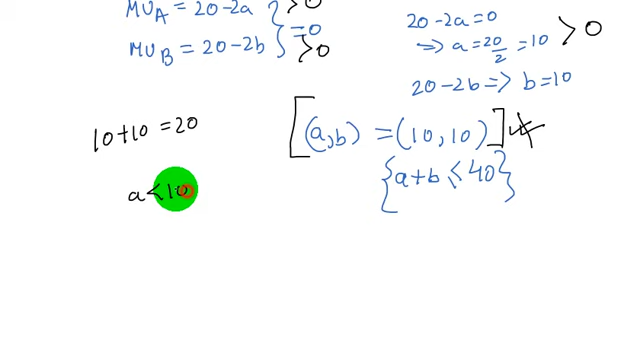 MU_A = 20-2a } >0
=0
MU_B = 20-2b } >0
20-2a=0
⇒ a=20/2 =10 >0
20-2b ⇒ b=10
10+10 =20
[(a,b) =(10,10)]
{a+b ≤ 40}
a<10